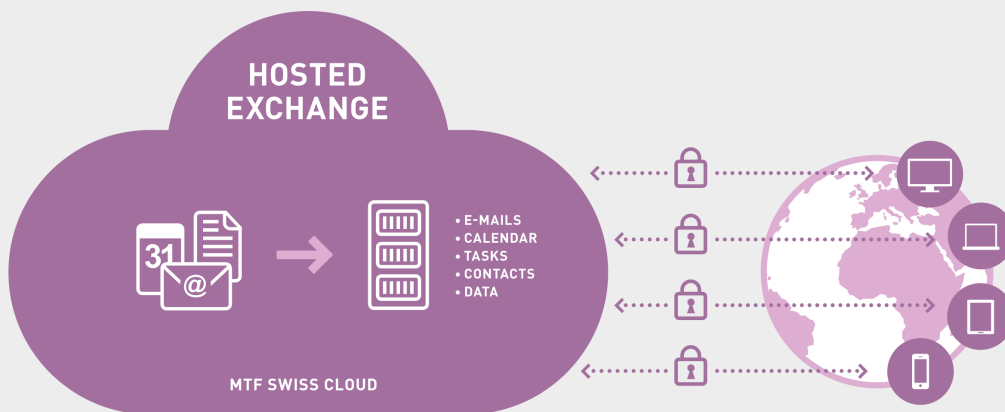 HOSTED
EXCHANGE
31
@
• E-MAILS
• CALENDAR
• TASKS
• CONTACTS
• DATA
MTF SWISS CLOUD